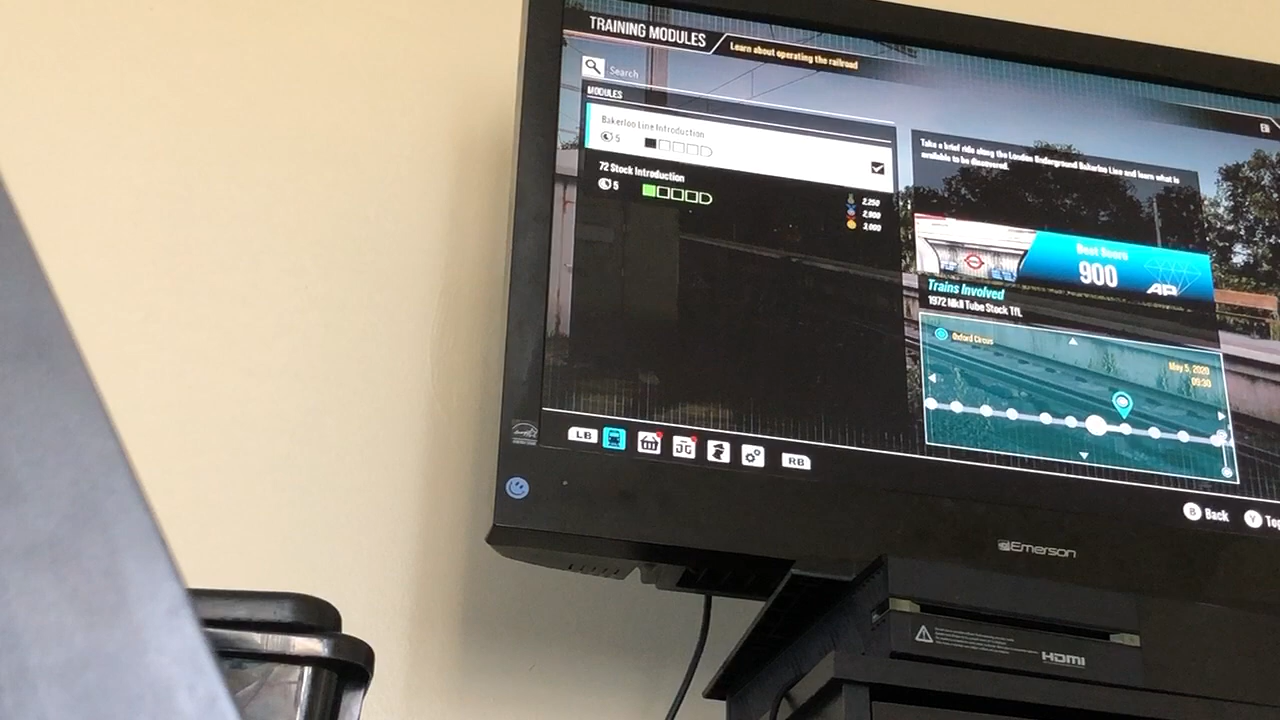 TRAINING MODULES
Learn about operating the railroad
Search
MODULES
Bakerloo Line Introduction
5
72 Stock Introduction
5
2,250
2,900
3,000
Take a brief ride along the London Underground Bakerloo Line and learn what is
available to be discovered.
Best Score
900
AP
Trains Involved
1972 MkII Tube Stock TfL
Oxford Circus
May 5, 2020
09:30
LB
RB
B Back
Y
Emerson
HDMI